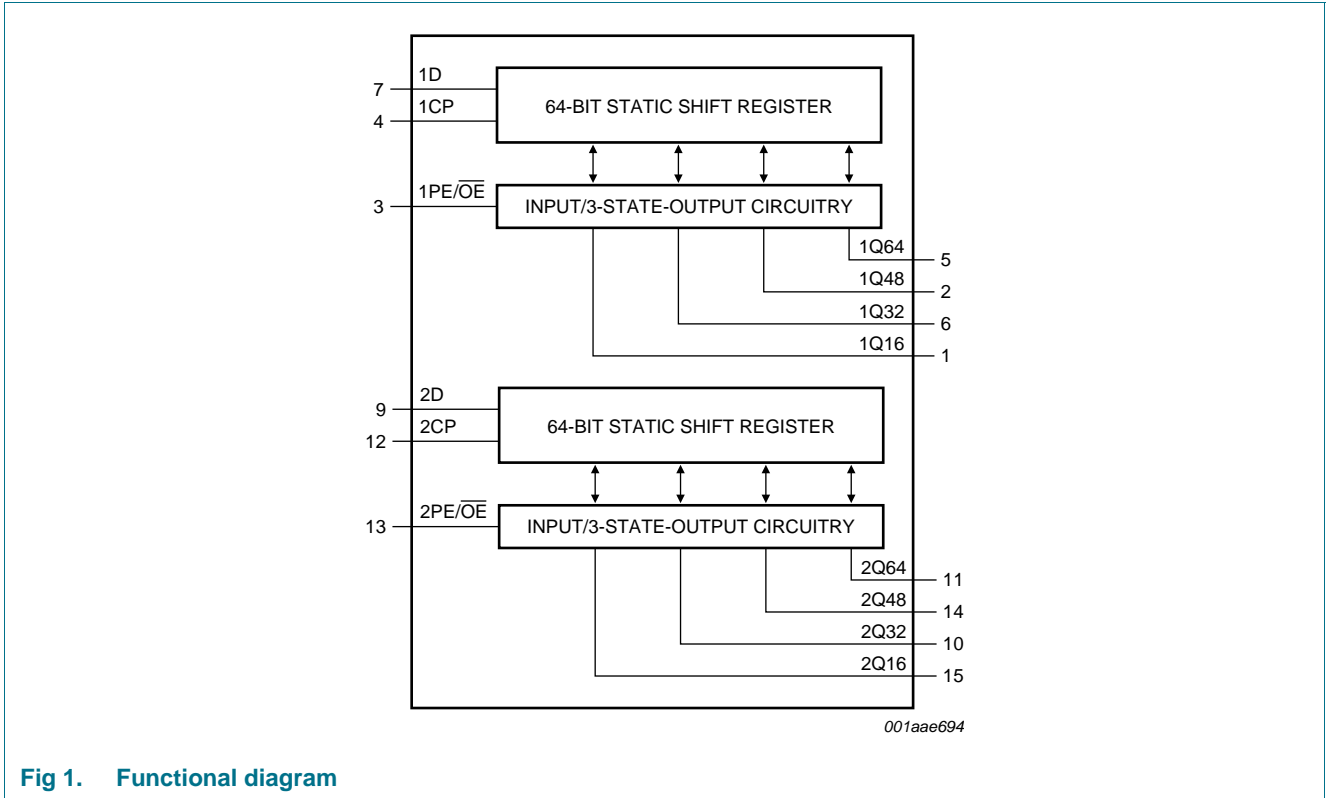 1D
7
64-BIT STATIC SHIFT REGISTER
1CP
4
1PE/OE
3
INPUT/3-STATE-OUTPUT CIRCUITRY
1Q64
5
1Q48
2
1Q32
6
1Q16
1
2D
9
64-BIT STATIC SHIFT REGISTER
2CP
12
2PE/OE
13
INPUT/3-STATE-OUTPUT CIRCUITRY
2Q64
11
2Q48
14
2Q32
10
2Q16
15
001aae694
Fig 1. Functional diagram